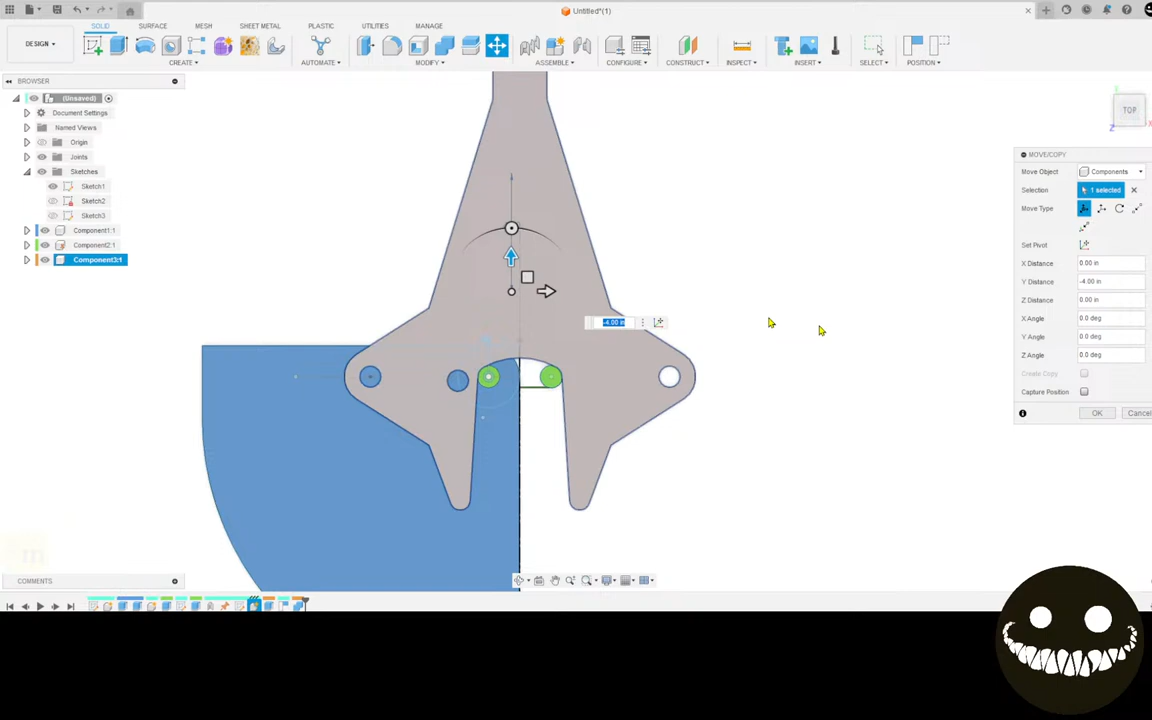 Untitled*(1)
SOLID SURFACE MESH SHEET METAL PLASTIC UTILITIES MANAGE
DESIGN
CREATE AUTOMATE MODIFY ASSEMBLE CONFIGURE CONSTRUCT INSPECT INSERT SELECT POSITION
BROWSER
(Unsaved)
Document Settings
Named Views
Origin
Joints
Sketches
Sketch1
Sketch2
Sketch3
Component1:1
Component2:1
Component3:1
TOP
X
Z
MOVE/COPY
Move Object Components
Selection 1 selected
Move Type
Set Pivot
X Distance 0.00 in
Y Distance -4.00 in
Z Distance 0.00 in
X Angle 0.0 deg
Y Angle 0.0 deg
Z Angle 0.0 deg
Create Copy
Capture Position
OK Cancel
-4.00 in
COMMENTS